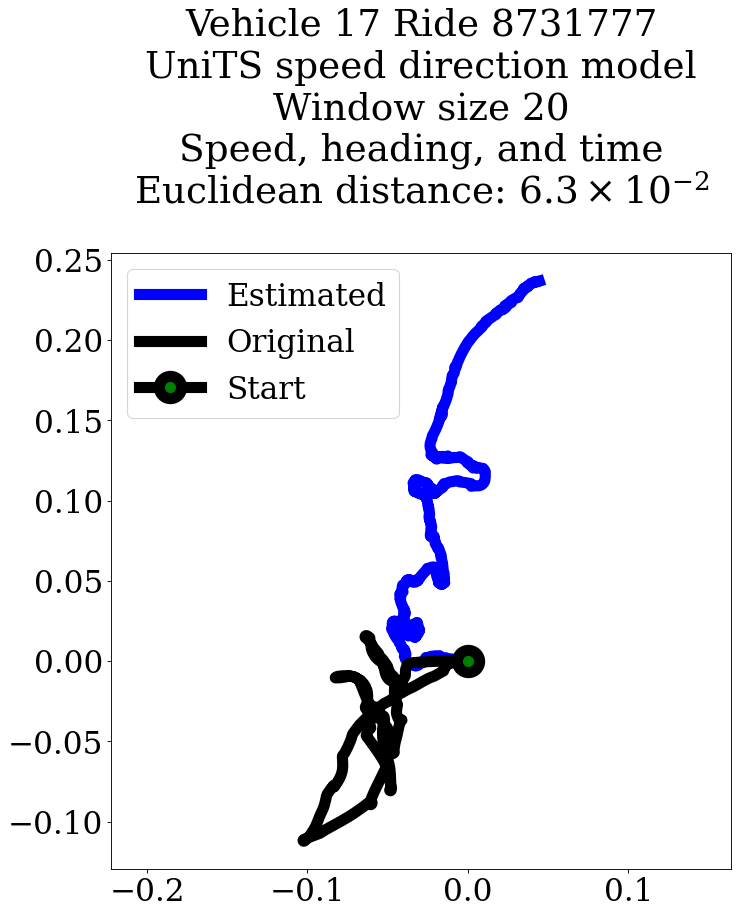 Vehicle 17 Ride 8731777
UniTS speed direction model
Window size 20
Speed, heading, and time
Euclidean distance: 6.3 × 10⁻²
0.25
Estimated
0.20
Original
Start
0.15
0.10
0.05
0.00
−0.05
−0.10
−0.2 −0.1 0.0 0.1